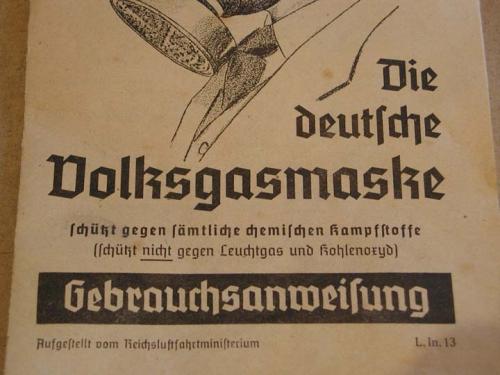 Die
deutsche
Volksgasmaske
schützt gegen sämtliche chemischen Kampfstoffe
(schützt nicht gegen Leuchtgas und Kohlenoxyd)
Gebrauchsanweisung
Aufgestellt vom Reichsluftfahrtministerium L. In. 13